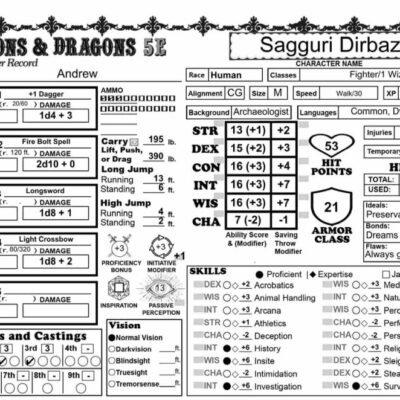 ONS & DRAGONS 5E
er Record
Sagguri Dirbaz
CHARACTER NAME
Andrew
Race Human Classes Fighter/1 Wiz
Alignment CG Size M Speed Walk/30 XP
Background Archaeologist Languages Common, Dw
+1 Dagger
(r. 20/60 ) DAMAGE
1d4 + 3
AMMO
Fire Bolt Spell
(r. 120 ft. ) DAMAGE
2d10 + 0
Longsword
DAMAGE
1d8 + 1
Light Crossbow
(r. 80/320 ) DAMAGE
1d8 + 2
) DAMAGE
Carry 195 lb.
Lift, Push,
or Drag 390 lb.
Long Jump
Running 13 ft.
Standing 6 ft.
High Jump
Running 4 ft.
Standing 2 ft.
+3
PROFICIENCY
BONUS
+3
INITIATIVE
MODIFIER
+1
INSPIRATION
13
PASSIVE
PERCEPTION
STR 13 (+1) +2
DEX 15 (+2) +3
CON 16 (+3) +4
INT 16 (+3) +7
WIS 16 (+3) +7
CHA 7 (-2) -1
Ability Score
& (Modifier)
Saving
Throw
Modifier
53
HIT
POINTS
21
ARMOR
CLASS
Injuries
Temporary
TOTAL:
USED:
Ideals:
Preserva
Bonds:
Dreams
Flaws:
Always g
s and Castings
3 3rd 3
7th 8th 9th
Vision
Normal Vision
Darkvision ft.
Blindsight ft.
Truesight ft.
Tremorsense ft.
SKILLS
Proficient Expertise Ja
DEX +2 Acrobatics
WIS +3 Animal Handling
INT +3 Arcana
STR +1 Athletics
CHA -2 Deception
INT +6 History
WIS +6 Insite
CHA -2 Intimidation
INT +6 Investigation
WIS +3 Med
INT +3 Natu
WIS Perc
CHA Perf
CHA Pers
INT Relig
DEX Sleig
DEX Stea
WIS Surv